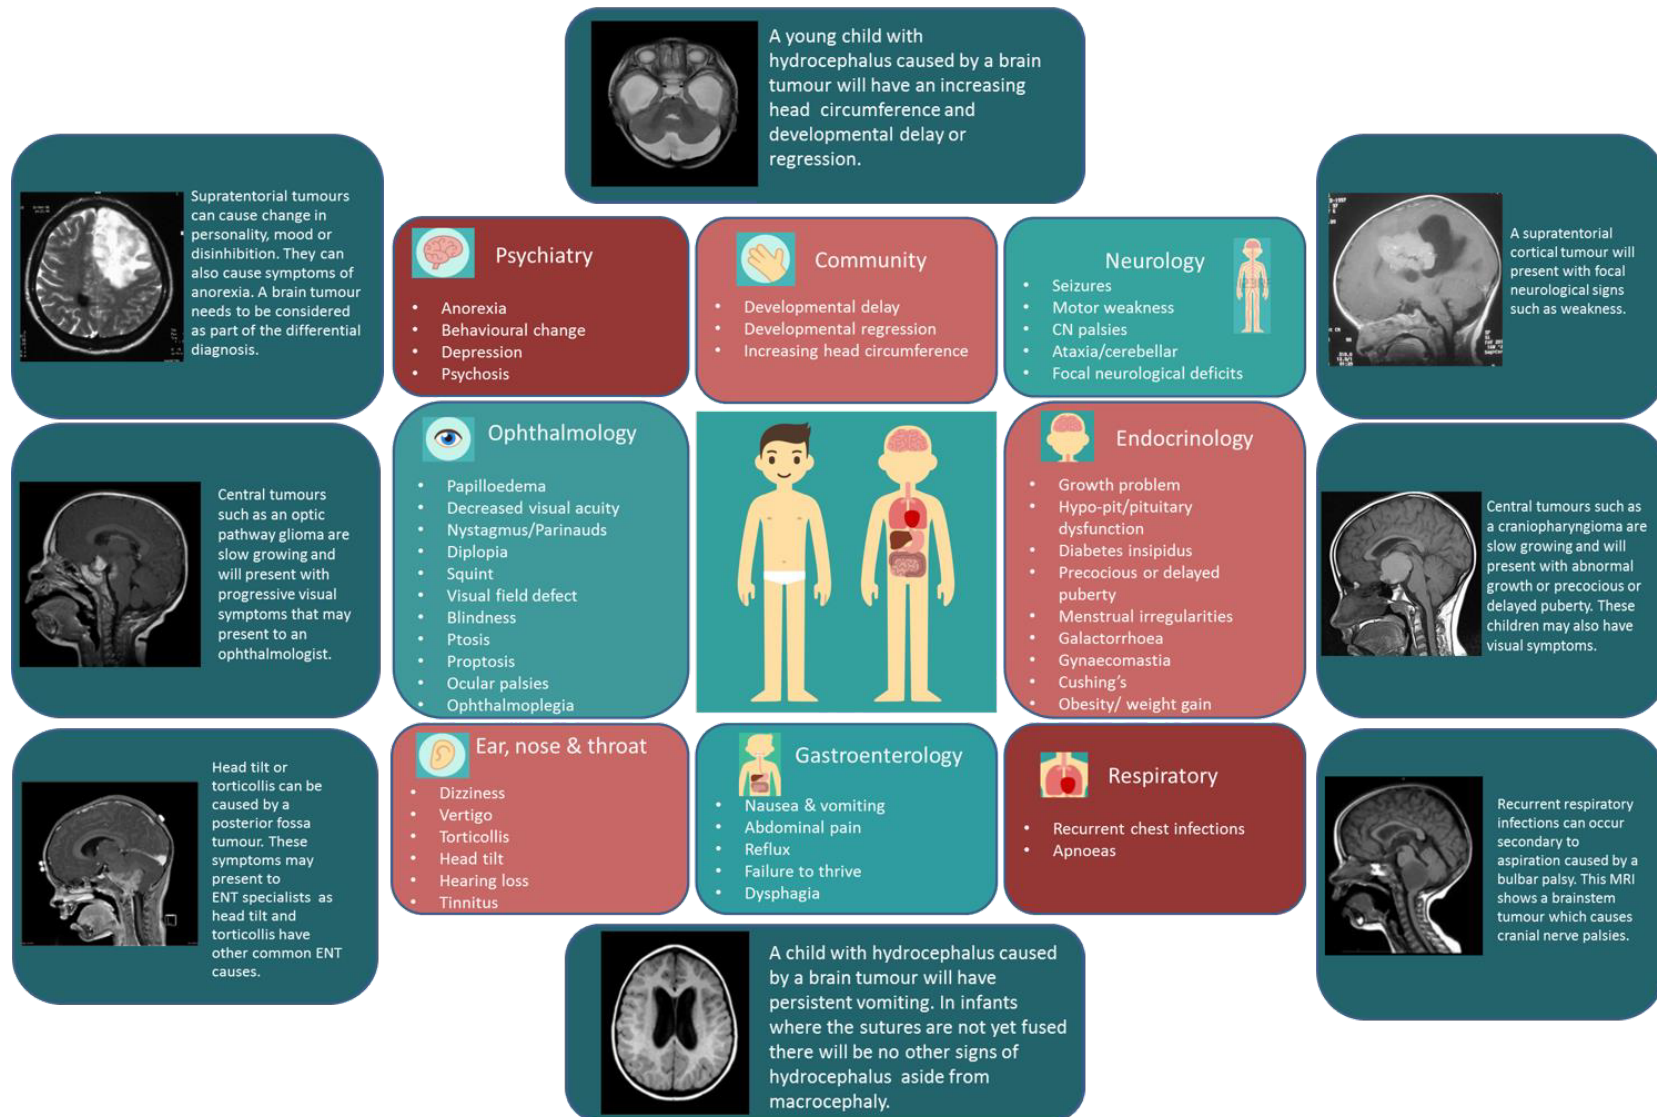 A young child with
hydrocephalus caused by a brain
tumour will have an increasing
head circumference and
developmental delay or
regression.
Supratentorial tumours
can cause change in
personality, mood or
disinhibition. They can
also cause symptoms of
anorexia. A brain tumour
needs to be considered
as part of the differential
diagnosis.
Psychiatry
• Anorexia
• Behavioural change
• Depression
• Psychosis
Community
• Developmental delay
• Developmental regression
• Increasing head circumference
Neurology
• Seizures
• Motor weakness
• CN palsies
• Ataxia/cerebellar
• Focal neurological deficits
A supratentorial
cortical tumour will
present with focal
neurological signs
such as weakness.
Central tumours
such as an optic
pathway glioma are
slow growing and
will present with
progressive visual
symptoms that may
present to an
ophthalmologist.
Ophthalmology
• Papilloedema
• Decreased visual acuity
• Nystagmus/Parinauds
• Diplopia
• Squint
• Visual field defect
• Blindness
• Ptosis
• Proptosis
• Ocular palsies
• Ophthalmoplegia
Endocrinology
• Growth problem
• Hypo-pit/pituitary
dysfunction
• Diabetes insipidus
• Precocious or delayed
puberty
• Menstrual irregularities
• Galactorrhoea
• Gynaecomastia
• Cushing's
• Obesity/ weight gain
Central tumours such as
a craniopharyngioma are
slow growing and will
present with abnormal
growth or precocious or
delayed puberty. These
children may also have
visual symptoms.
Head tilt or
torticollis can be
caused by a
posterior fossa
tumour. These
symptoms may
present to
ENT specialists as
head tilt and
torticollis have
other common ENT
causes.
Ear, nose & throat
• Dizziness
• Vertigo
• Torticollis
• Head tilt
• Hearing loss
• Tinnitus
Gastroenterology
• Nausea & vomiting
• Abdominal pain
• Reflux
• Failure to thrive
• Dysphagia
Respiratory
• Recurrent chest infections
• Apnoeas
Recurrent respiratory
infections can occur
secondary to
aspiration caused by a
bulbar palsy. This MRI
shows a brainstem
tumour which causes
cranial nerve palsies.
A child with hydrocephalus caused
by a brain tumour will have
persistent vomiting. In infants
where the sutures are not yet fused
there will be no other signs of
hydrocephalus aside from
macrocephaly.